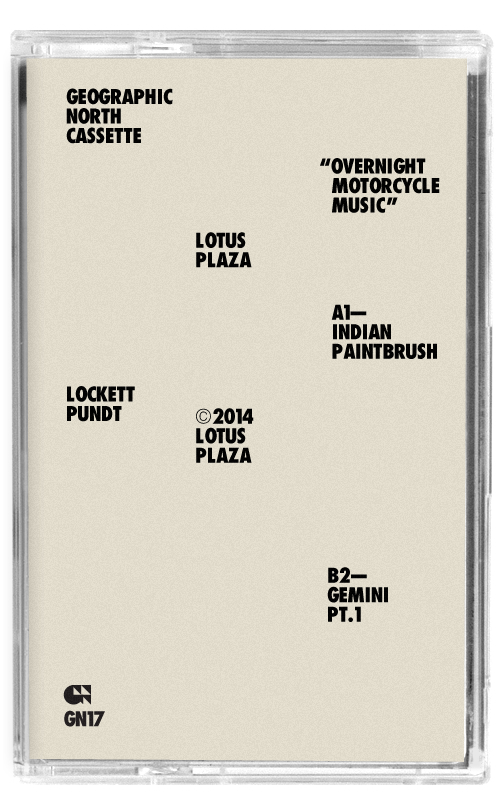 GEOGRAPHIC
NORTH
CASSETTE
“OVERNIGHT
MOTORCYCLE
MUSIC”
LOTUS
PLAZA
A1—
INDIAN
PAINTBRUSH
LOCKETT
PUNDT
©2014
LOTUS
PLAZA
B2—
GEMINI
PT.1
GN17